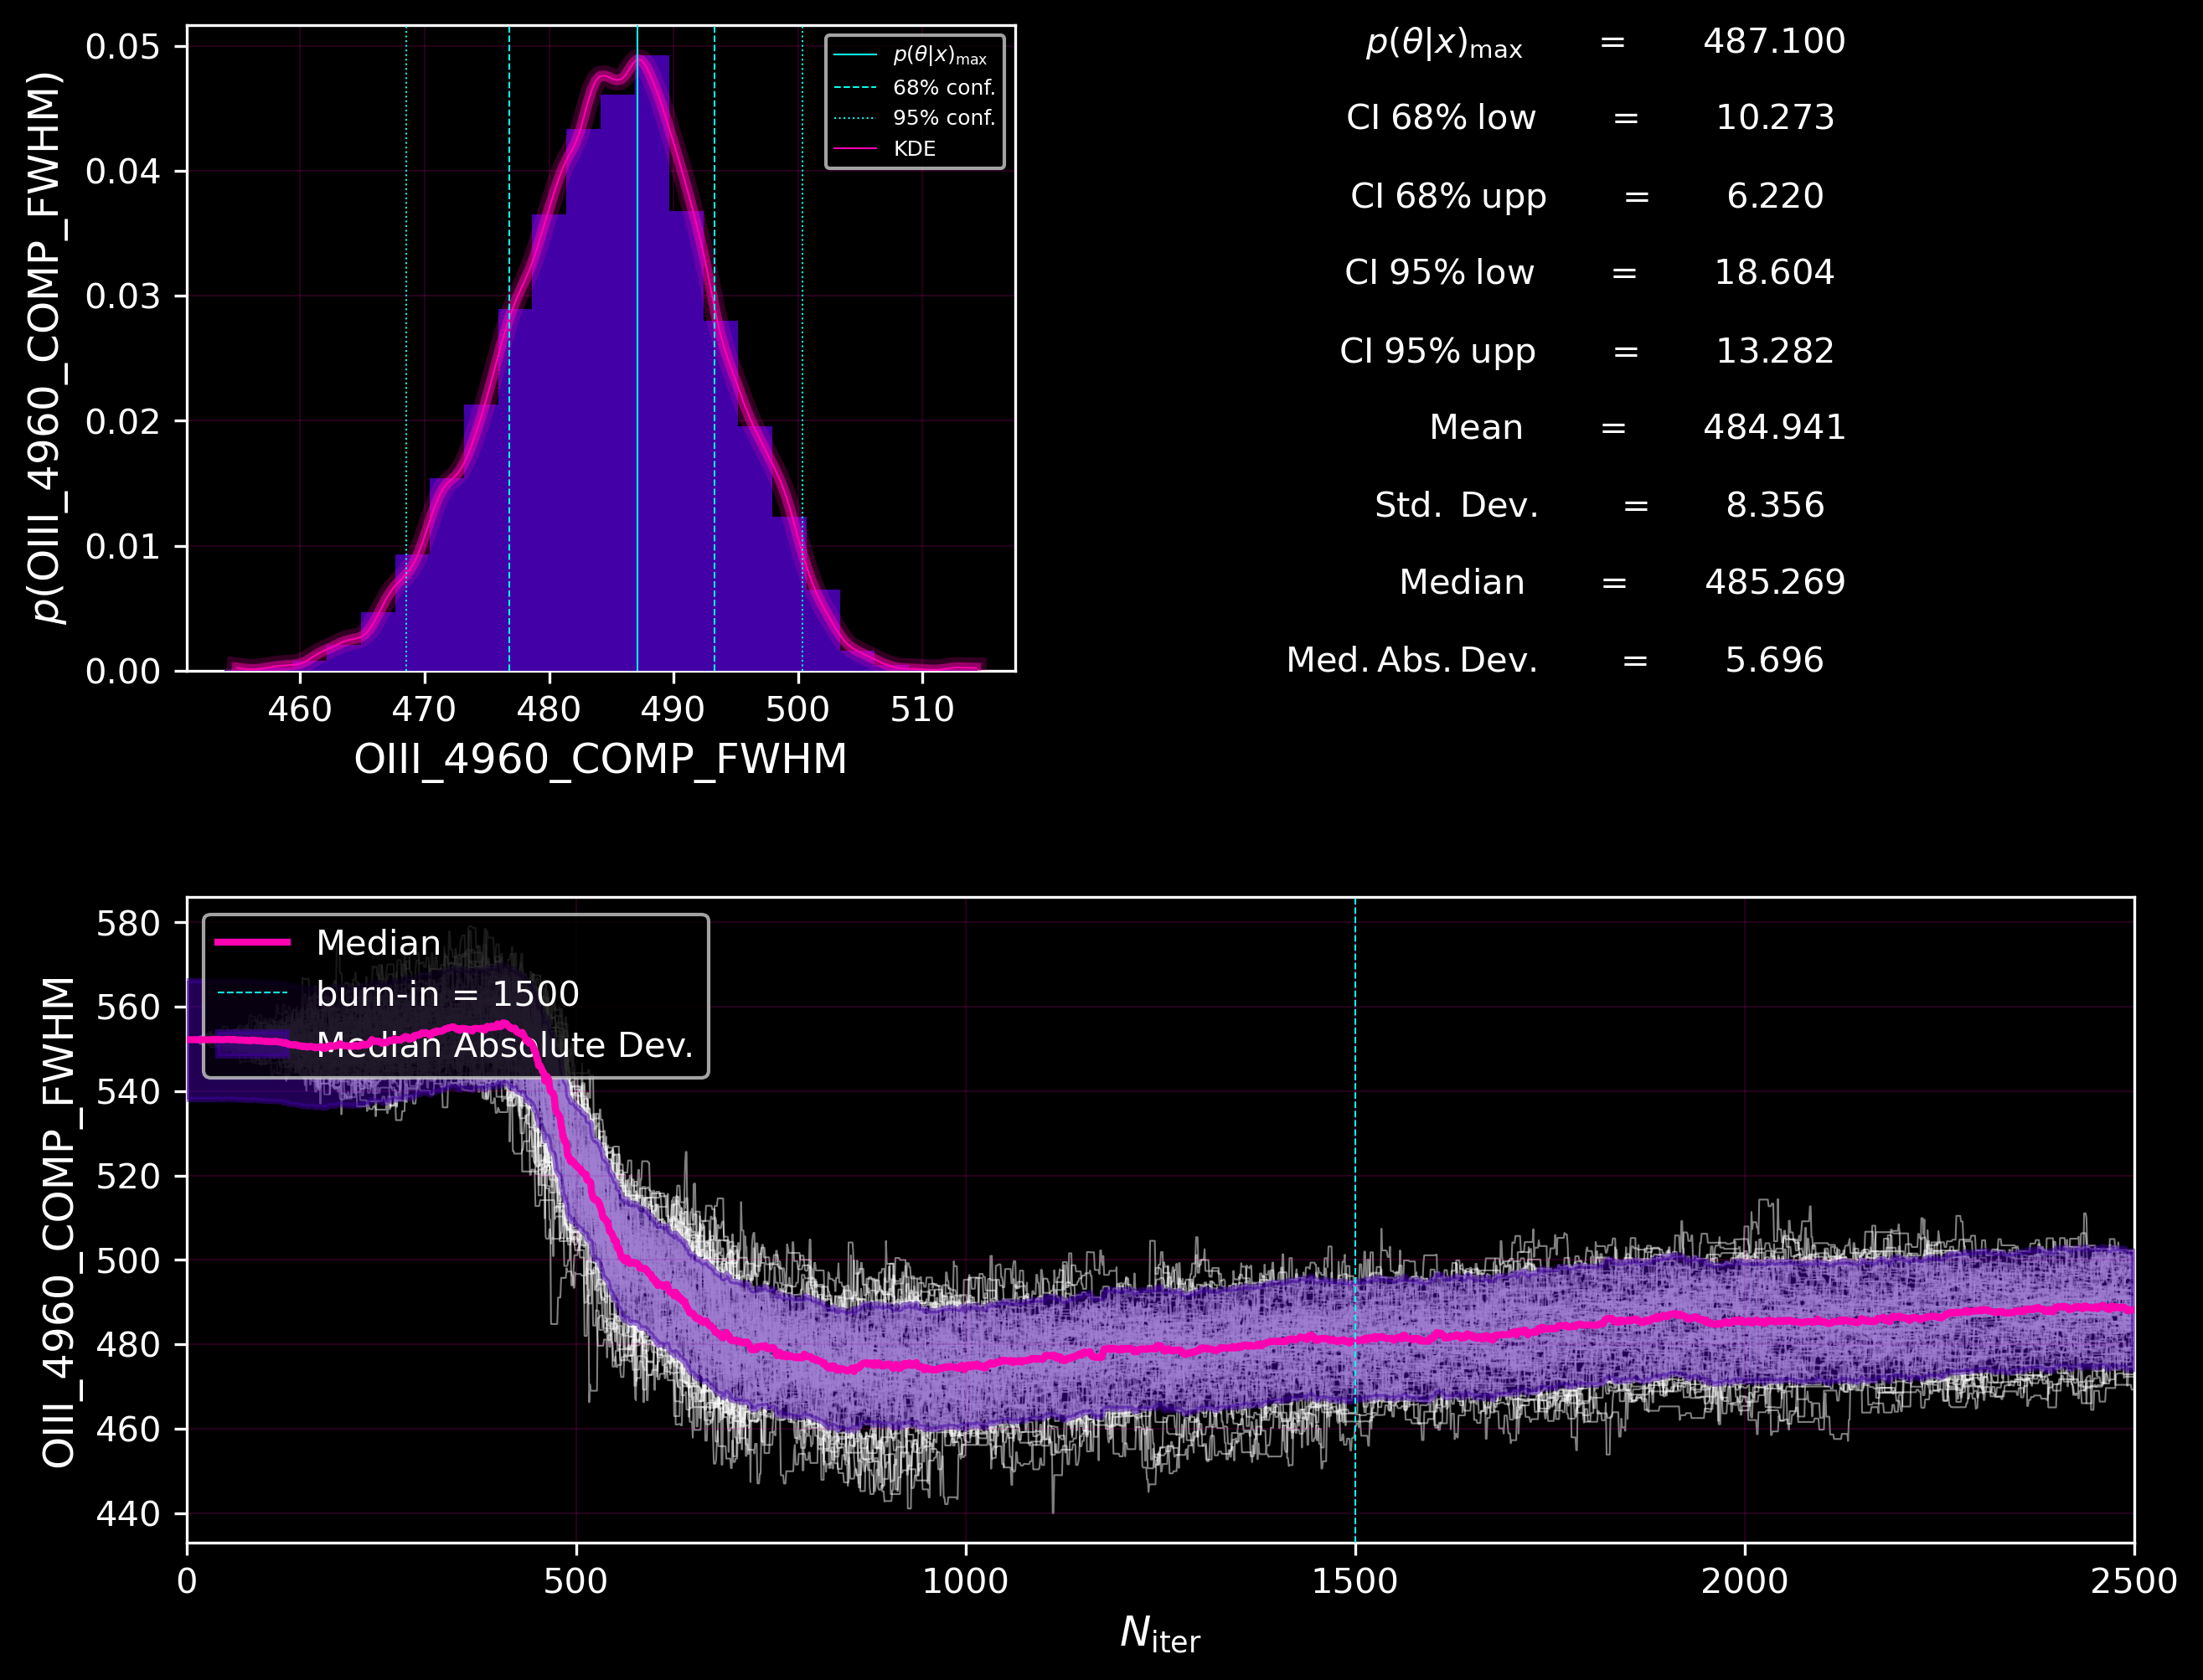 p(OIII_4960_COMP_FWHM)
0.05
0.04
0.03
0.02
0.01
0.00
460 470 480 490 500 510
OIII_4960_COMP_FWHM
p(θ|x)max
68% conf.
95% conf.
KDE
p(θ|x)max = 487.100
CI 68% low = 10.273
CI 68% upp = 6.220
CI 95% low = 18.604
CI 95% upp = 13.282
Mean = 484.941
Std. Dev. = 8.356
Median = 485.269
Med. Abs. Dev. = 5.696
OIII_4960_COMP_FWHM
580
560
540
520
500
480
460
440
Median
burn-in = 1500
Median Absolute Dev.
0 500 1000 1500 2000 2500
Niter